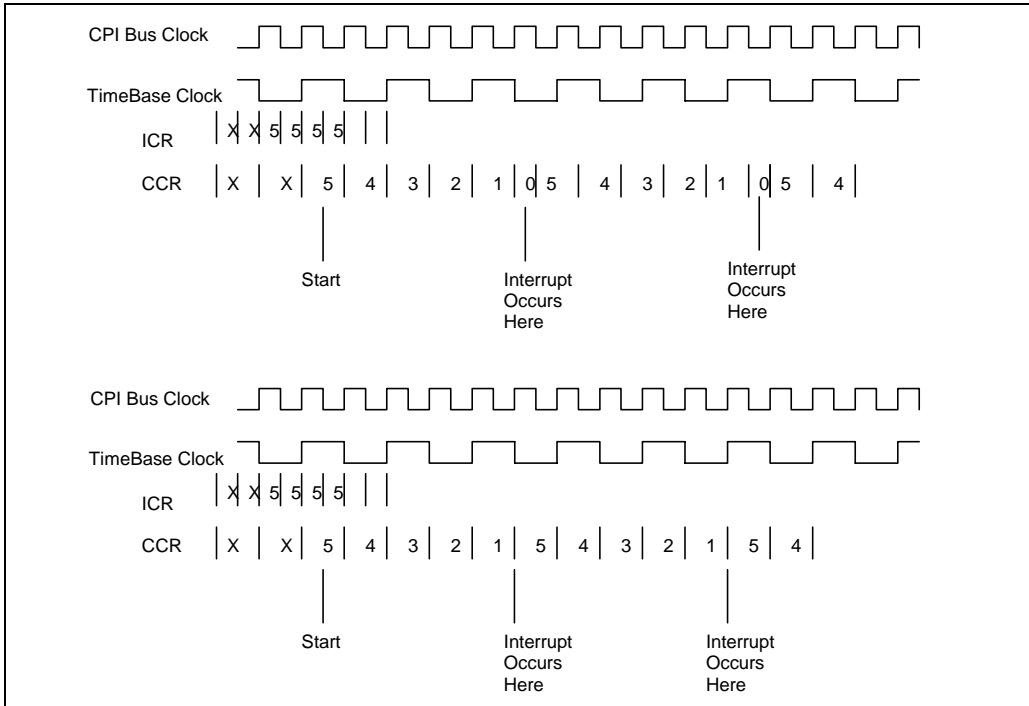 CPI Bus Clock
TimeBase Clock
ICR X X 5 5 5 5
CCR X X 5 4 3 2 1 0 5 4 3 2 1 0 5 4
Start
Interrupt
Occurs
Here
Interrupt
Occurs
Here
CPI Bus Clock
TimeBase Clock
ICR X X 5 5 5 5
CCR X X 5 4 3 2 1 5 4 3 2 1 5 4
Start
Interrupt
Occurs
Here
Interrupt
Occurs
Here